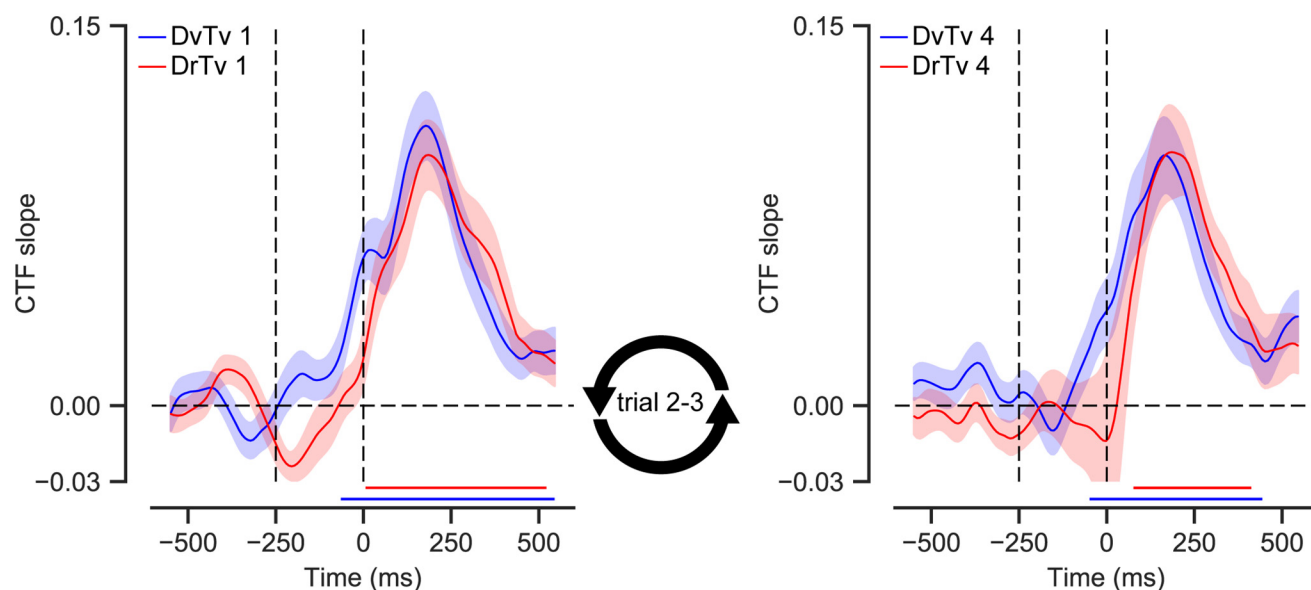 0.15
DvTv 1
DrTv 1
CTF slope
0.00
−0.03
−500 −250 0 250 500
Time (ms)
trial 2-3
0.15
DvTv 4
DrTv 4
CTF slope
0.00
−0.03
−500 −250 0 250 500
Time (ms)